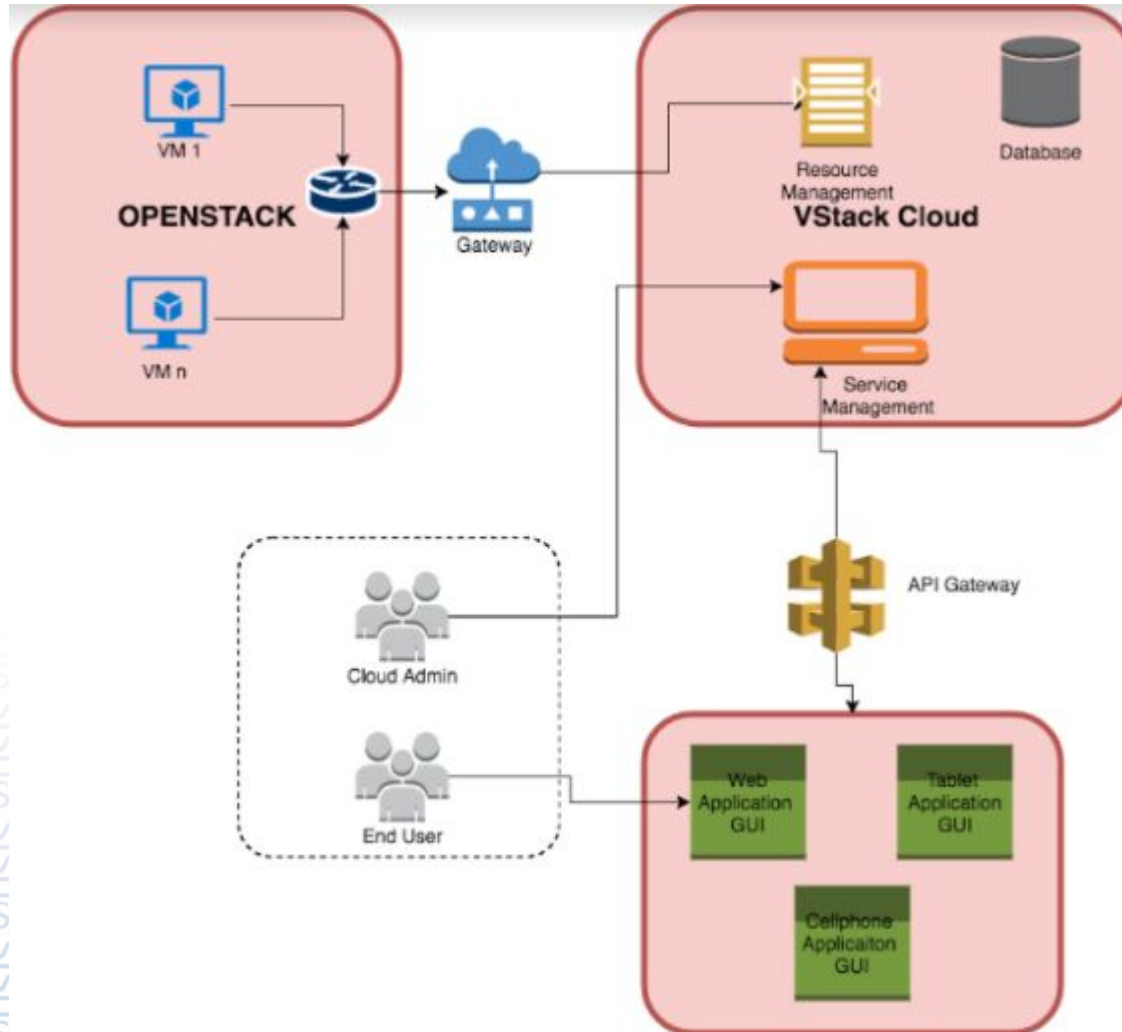 VM 1
OPENSTACK
VM n
Gateway
Resource
Management
Database
VStack Cloud
Service
Management
API Gateway
Cloud Admin
End User
Web
Application
GUI
Tablet
Application
GUI
Cellphone
Applicaiton
GUI